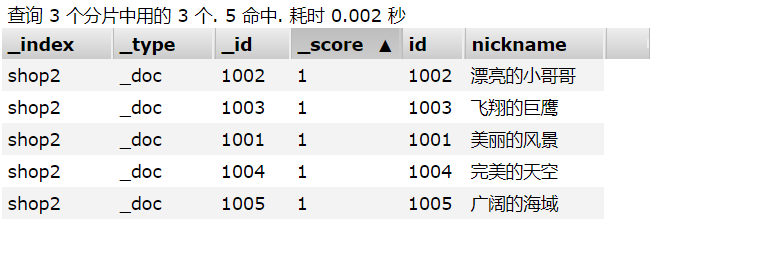 查询 3 个分片中用的 3 个. 5 命中. 耗时 0.002 秒
_index _type _id _score ▲ id nickname
shop2 _doc 1002 1 1002 漂亮的小哥哥
shop2 _doc 1003 1 1003 飞翔的巨鹰
shop2 _doc 1001 1 1001 美丽的风景
shop2 _doc 1004 1 1004 完美的天空
shop2 _doc 1005 1 1005 广阔的海域